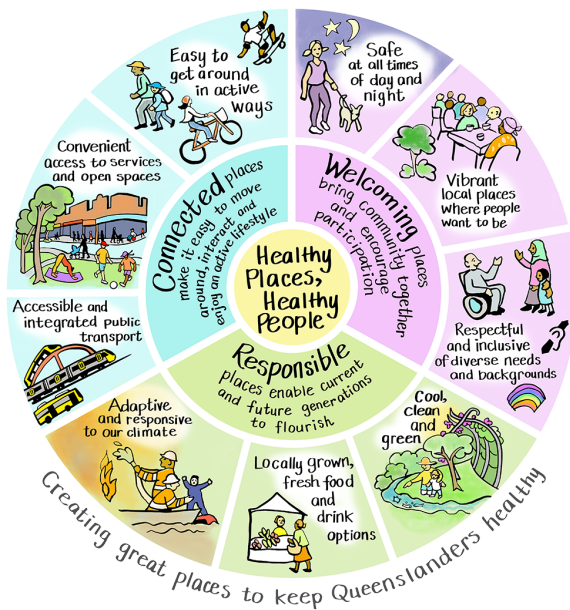 Healthy
Places,
Healthy
People
Connected places
make it easy to move
around, interact and
enjoy an active lifestyle
Easy to
get around
in active
ways
Convenient
access to services
and open spaces
Accessible and
integrated public
transport
Welcoming places
bring community together
and encourage
participation
Safe
at all times
of day and
night
Vibrant
local places
where people
want to be
Respectful
and inclusive
of diverse needs
and backgrounds
Responsible
places enable current
and future generations
to flourish
Cool,
clean
and
green
Locally grown,
fresh food
and
drink
options
Adaptive
and responsive
to our climate
Creating great places to keep Queenslanders healthy